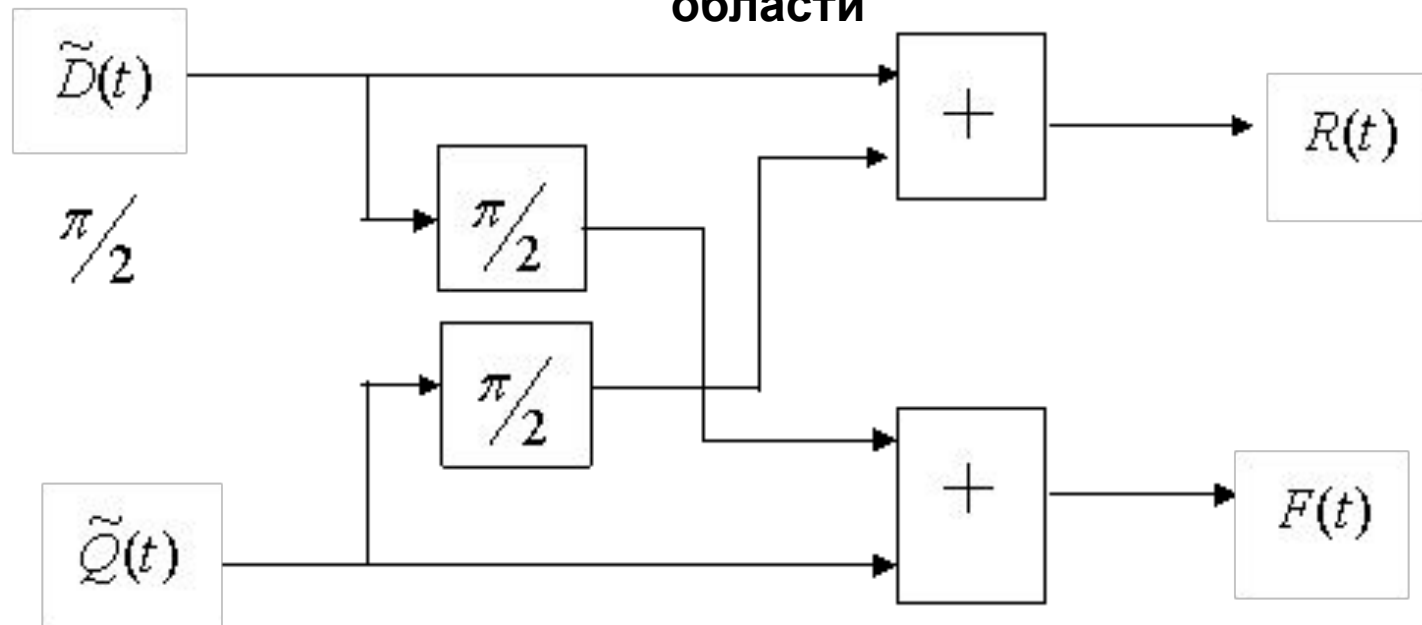 области
D̃(t)
+
R(t)
π/2
π/2
π/2
+
F(t)
Q̃(t)